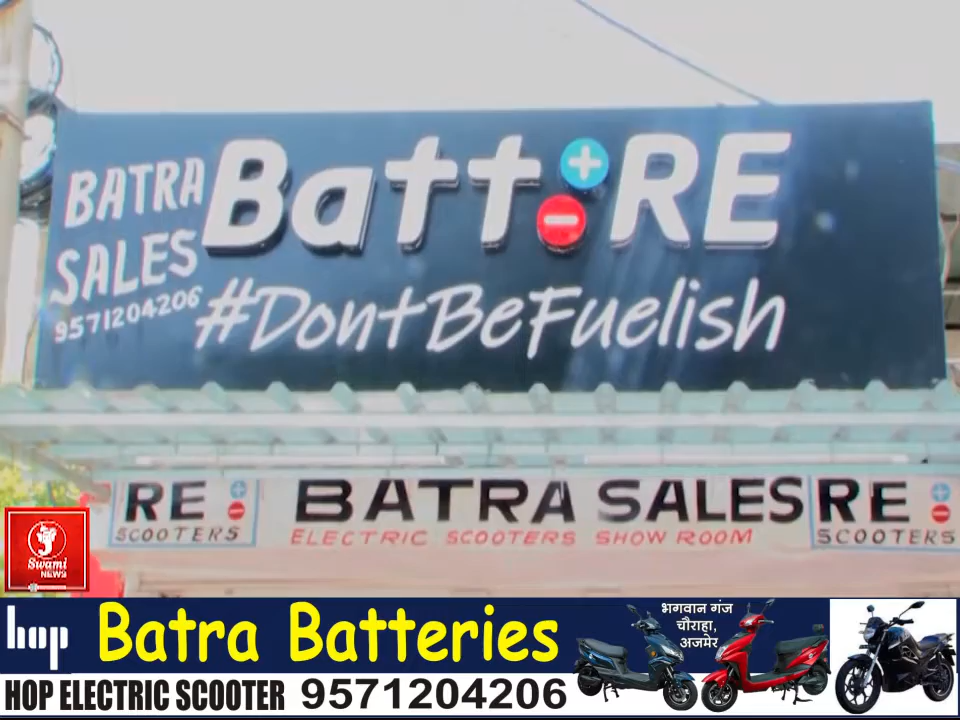 BATRA
SALES
9571204206
Batt:RE
#DontBeFuelish
RE
SCOOTERS
BATRA SALES
ELECTRIC SCOOTERS SHOW ROOM
RE
SCOOTERS
Swami
NEWS
hop
Batra Batteries
भगवान गंज
चौराहा,
अजमेर
HOP ELECTRIC SCOOTER 9571204206